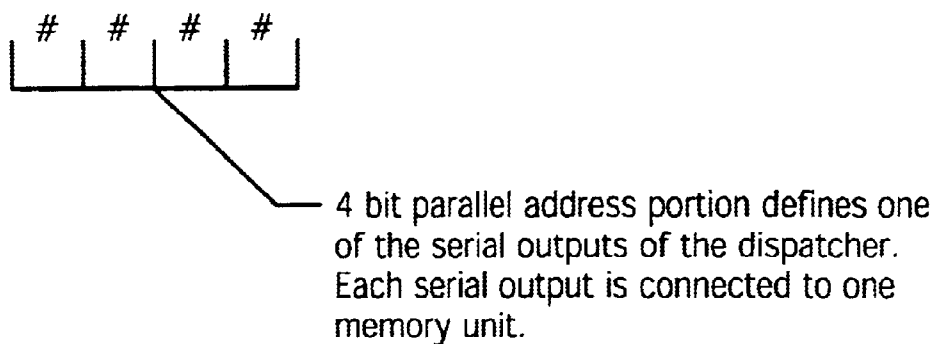 # # # #
4 bit parallel address portion defines one
of the serial outputs of the dispatcher.
Each serial output is connected to one
memory unit.